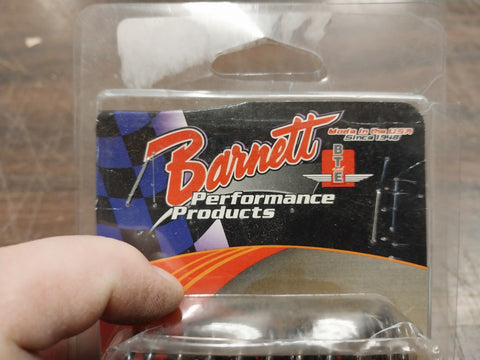 Made in the USA
Since 1948
Barnett
BTE
Performance
Products